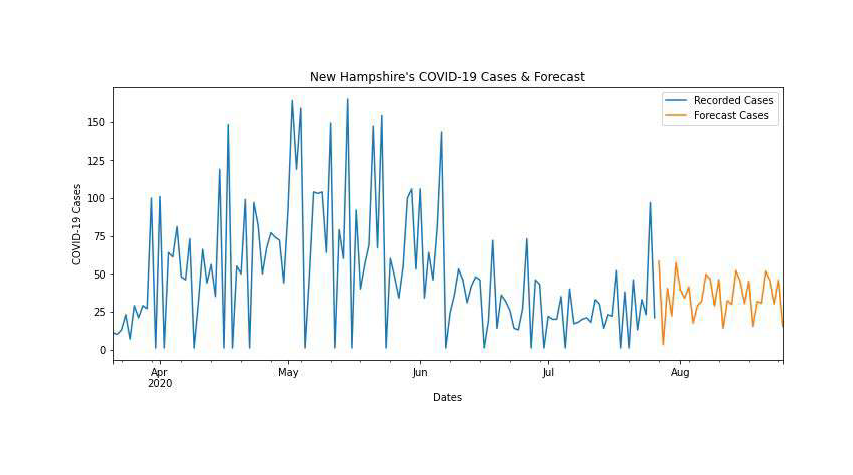 New Hampshire's COVID-19 Cases & Forecast
Recorded Cases
Forecast Cases
150
125
100
75
50
25
0
COVID-19 Cases
Apr
2020
May
Jun
Jul
Aug
Dates